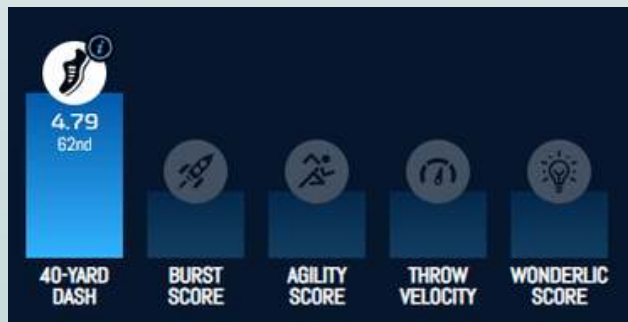 i
4.79
62nd
40-YARD
DASH
BURST
SCORE
AGILITY
SCORE
THROW
VELOCITY
WONDERLIC
SCORE